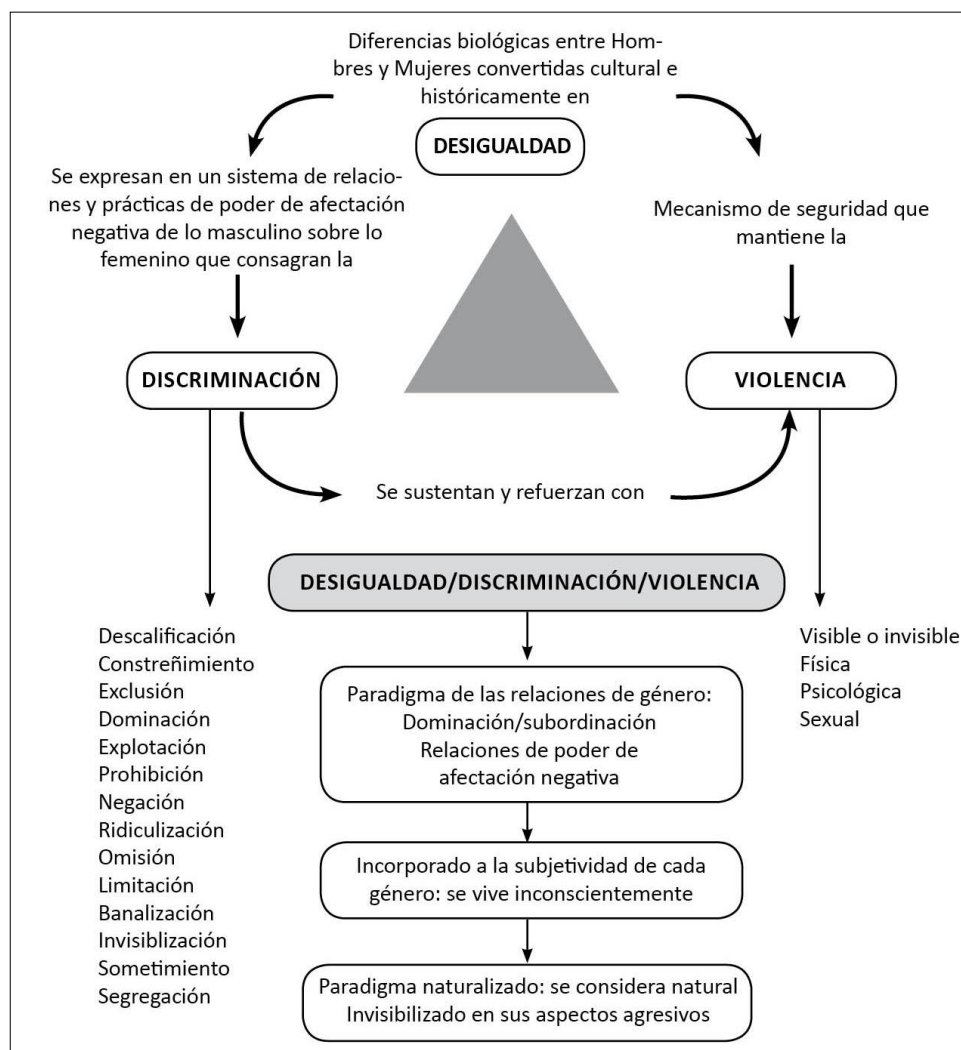 Diferencias biológicas entre Hom-
bres y Mujeres convertidas cultural e
históricamente en
DESIGUALDAD
Se expresan en un sistema de relacio-
nes y prácticas de poder de afectación
negativa de lo masculino sobre lo
femenino que consagran la
Mecanismo de seguridad que
mantiene la
DISCRIMINACIÓN
VIOLENCIA
Se sustentan y refuerzan con
DESIGUALDAD/DISCRIMINACIÓN/VIOLENCIA
Descalificación
Constreñimiento
Exclusión
Dominación
Explotación
Prohibición
Negación
Ridiculización
Omisión
Limitación
Banalización
Invisiblización
Sometimiento
Segregación
Visible o invisible
Física
Psicológica
Sexual
Paradigma de las relaciones de género:
Dominación/subordinación
Relaciones de poder de
afectación negativa
Incorporado a la subjetividad de cada
género: se vive inconscientemente
Paradigma naturalizado: se considera natural
Invisibilizado en sus aspectos agresivos